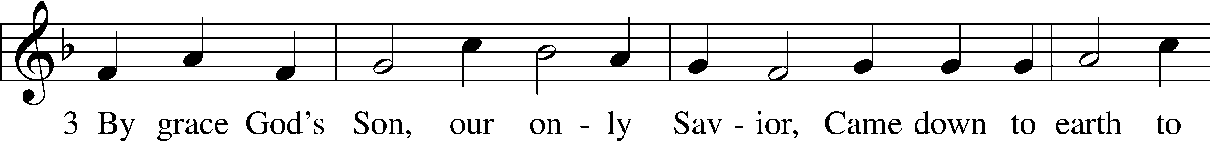 3 By grace God's Son, our on - ly Sav - ior, Came down to earth to